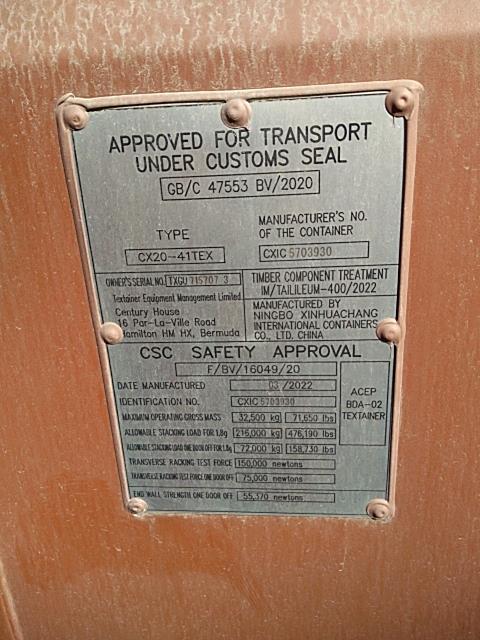 APPROVED FOR TRANSPORT
UNDER CUSTOMS SEAL
GB/C 47553 BV/2020
TYPE
CX20-41TEX
MANUFACTURER'S NO.
OF THE CONTAINER
CXIC 5703930
OWNER'S SERIAL NO. TXGU 715707 3
Textainer Equipment Management Limited
Century House
16 Par-La-Ville Road
Hamilton HM HX, Bermuda
TIMBER COMPONENT TREATMENT
IM/TAILILEUM-400/2022
MANUFACTURED BY
NINGBO XINHUACHANG
INTERNATIONAL CONTAINERS
CO., LTD. CHINA
CSC SAFETY APPROVAL
F/BV/16049/20
DATE MANUFACTURED 03/2022
IDENTIFICATION NO. CXIC 5703930
MAXIMUM OPERATING GROSS MASS 32,500 kg 71,650 lbs
ALLOWABLE STACKING LOAD FOR 1.8g 216,000 kg 476,190 lbs
ALLOWABLE STACKING LOAD ONE DOOR OFF FOR 1.8g 72,000 kg 158,730 lbs
TRANSVERSE RACKING TEST FORCE 150,000 newtons
TRANSVERSE RACKING TEST FORCE ONE DOOR OFF 75,000 newtons
END WALL STRENGTH ONE DOOR OFF 55,370 newtons
ACEP
BDA-02
TEXTAINER